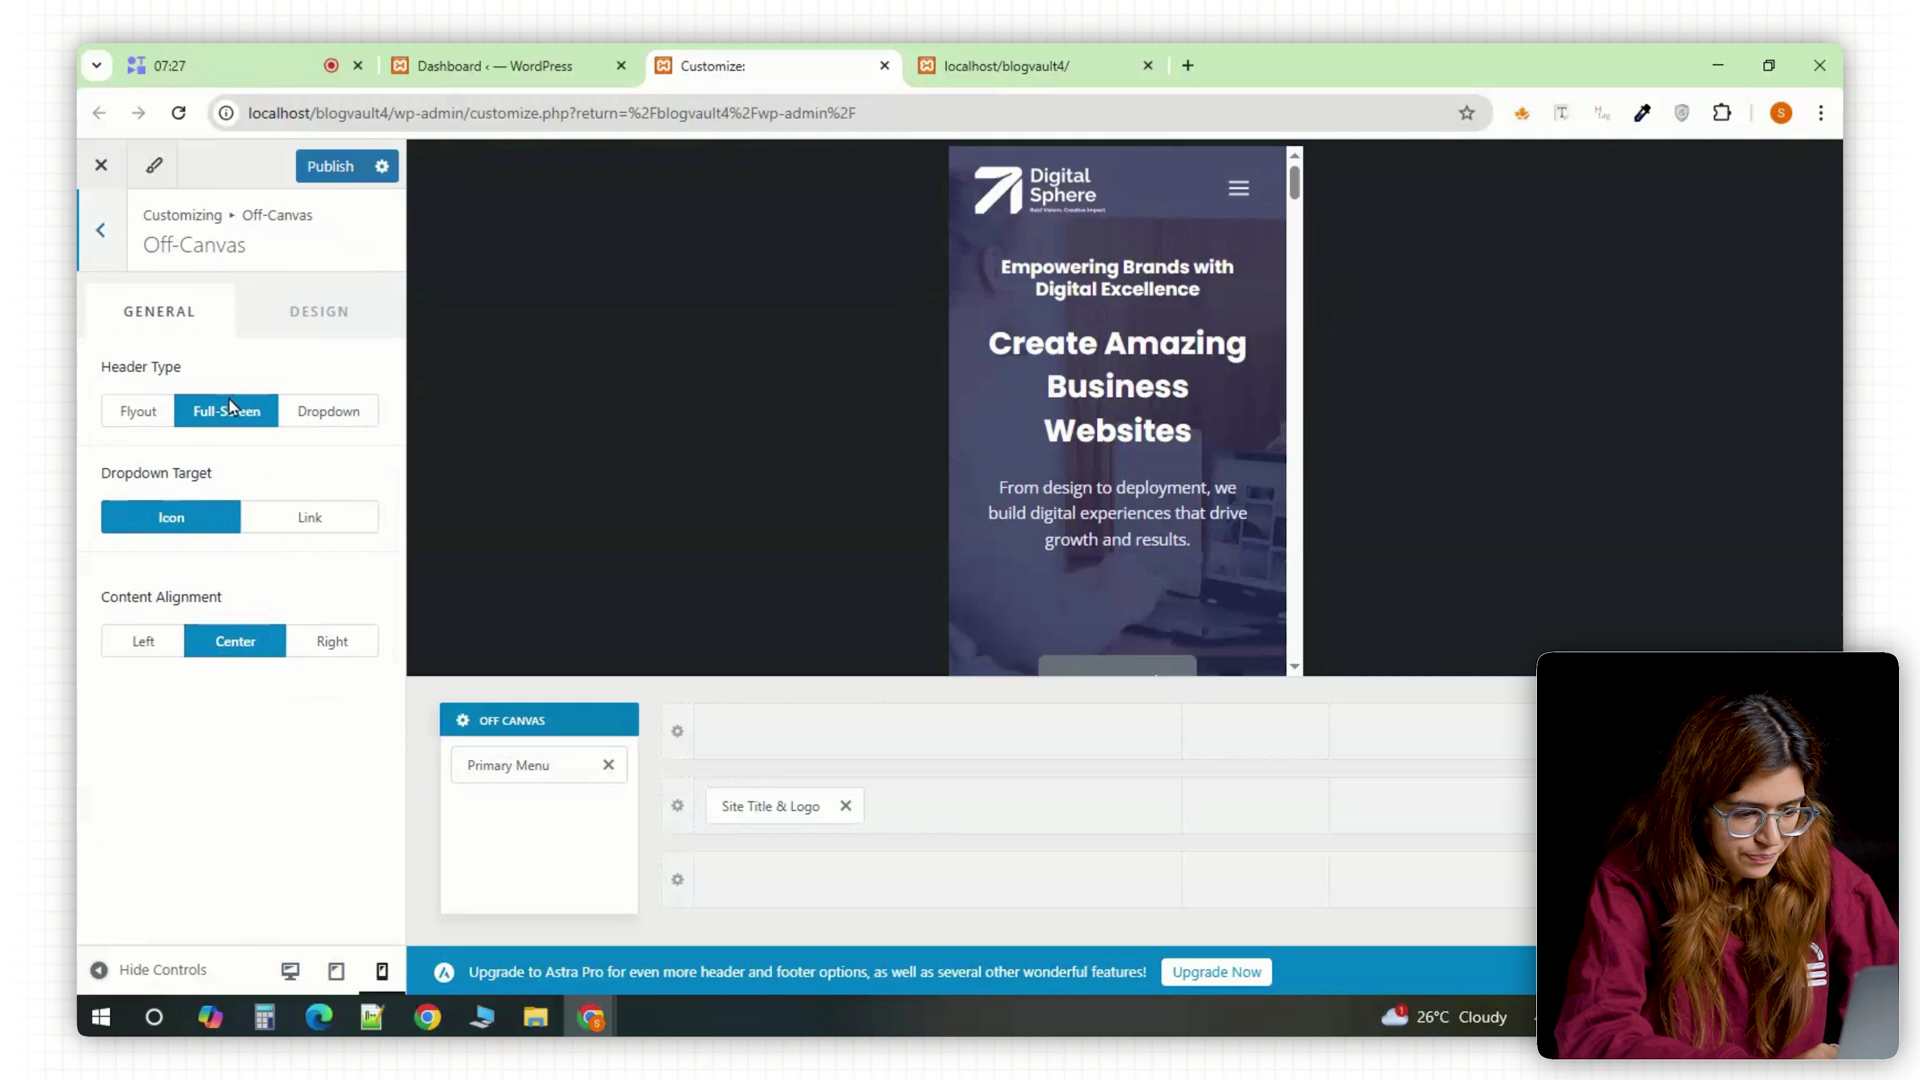 07:27
Dashboard ‹ — WordPress
Customize:
localhost/blogvault4/
localhost/blogvault4/wp-admin/customize.php?return=%2Fblogvault4%2Fwp-admin%2F
S
Publish
Customizing ▸ Off-Canvas
Off-Canvas
GENERAL
DESIGN
Header Type
Flyout
Full-Screen
Dropdown
Dropdown Target
Icon
Link
Content Alignment
Left
Center
Right
Digital
Sphere
Bold Visions, Creative Impact
Empowering Brands with
Digital Excellence
Create Amazing
Business
Websites
From design to deployment, we
build digital experiences that drive
growth and results.
OFF CANVAS
Primary Menu
Site Title & Logo
Hide Controls
Upgrade to Astra Pro for even more header and footer options, as well as several other wonderful features!
Upgrade Now
26°C Cloudy